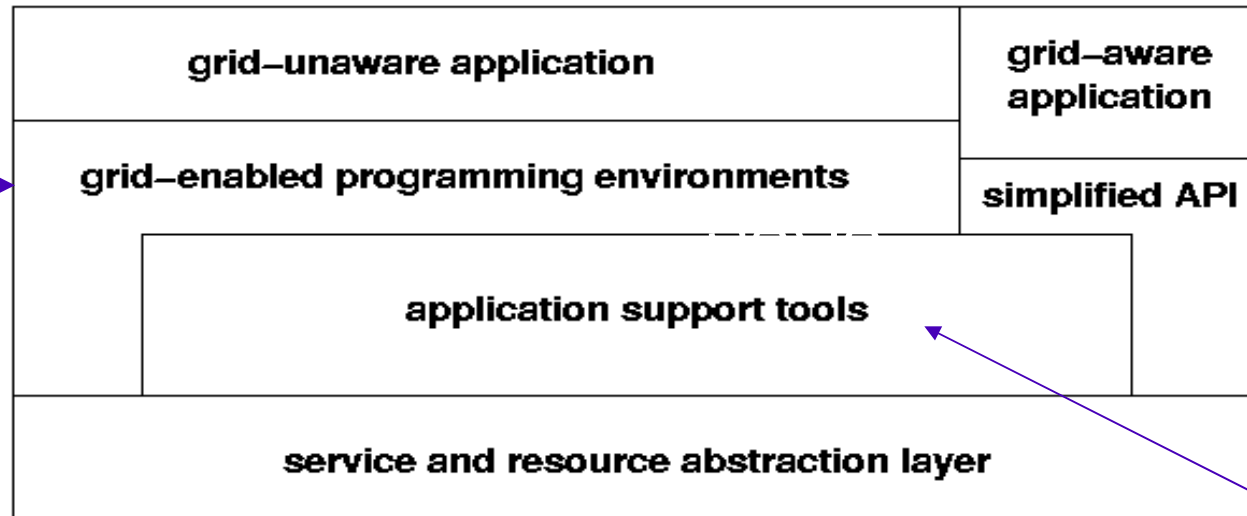 grid–unaware application
grid–aware
application
grid–enabled programming environments
simplified API
application support tools
service and resource abstraction layer